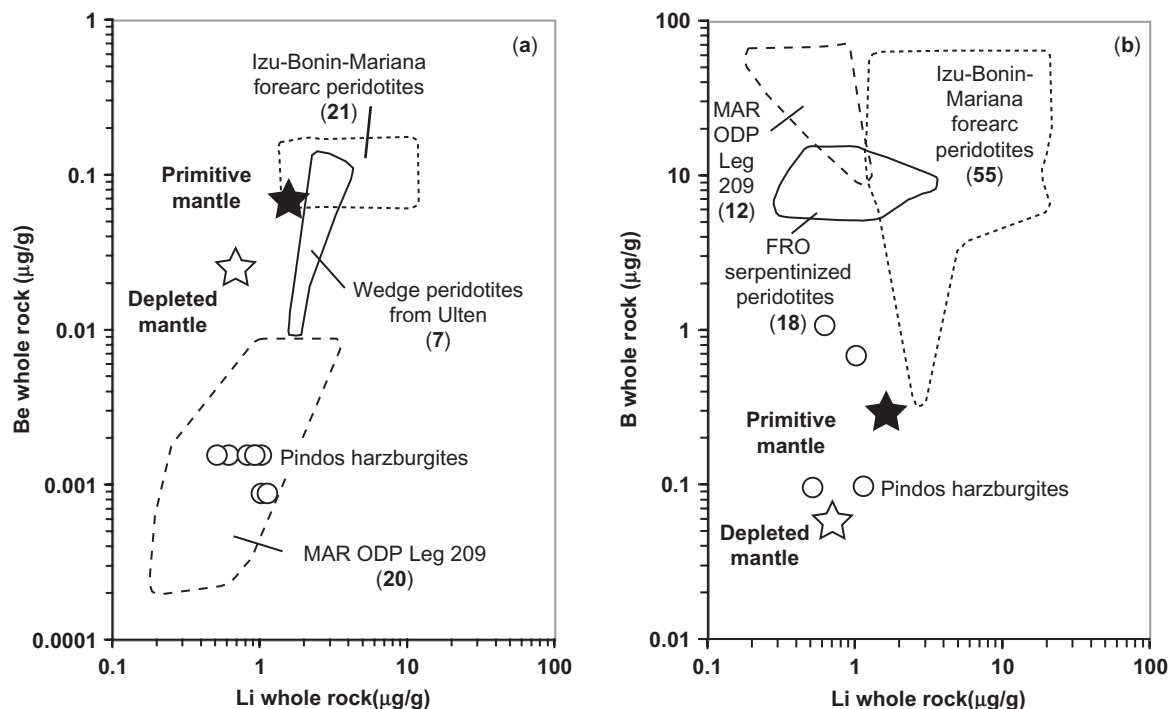 (a)
1
0.1
0.01
0.001
0.0001
Be whole rock (μg/g)
Izu-Bonin-Mariana
forearc peridotites
(21)
Primitive
mantle
Depleted
mantle
Wedge peridotites
from Ulten
(7)
Pindos harzburgites
MAR ODP Leg 209
(20)
0.1
1
10
100
Li whole rock(μg/g)
(b)
100
10
1
0.1
0.01
B whole rock (μg/g)
MAR
ODP
Leg
209
(12)
Izu-Bonin-
Mariana
forearc
peridotites
(55)
FRO
serpentinized
peridotites
(18)
Primitive
mantle
Pindos harzburgites
Depleted
mantle
0.1
1
10
100
Li whole rock(μg/g)